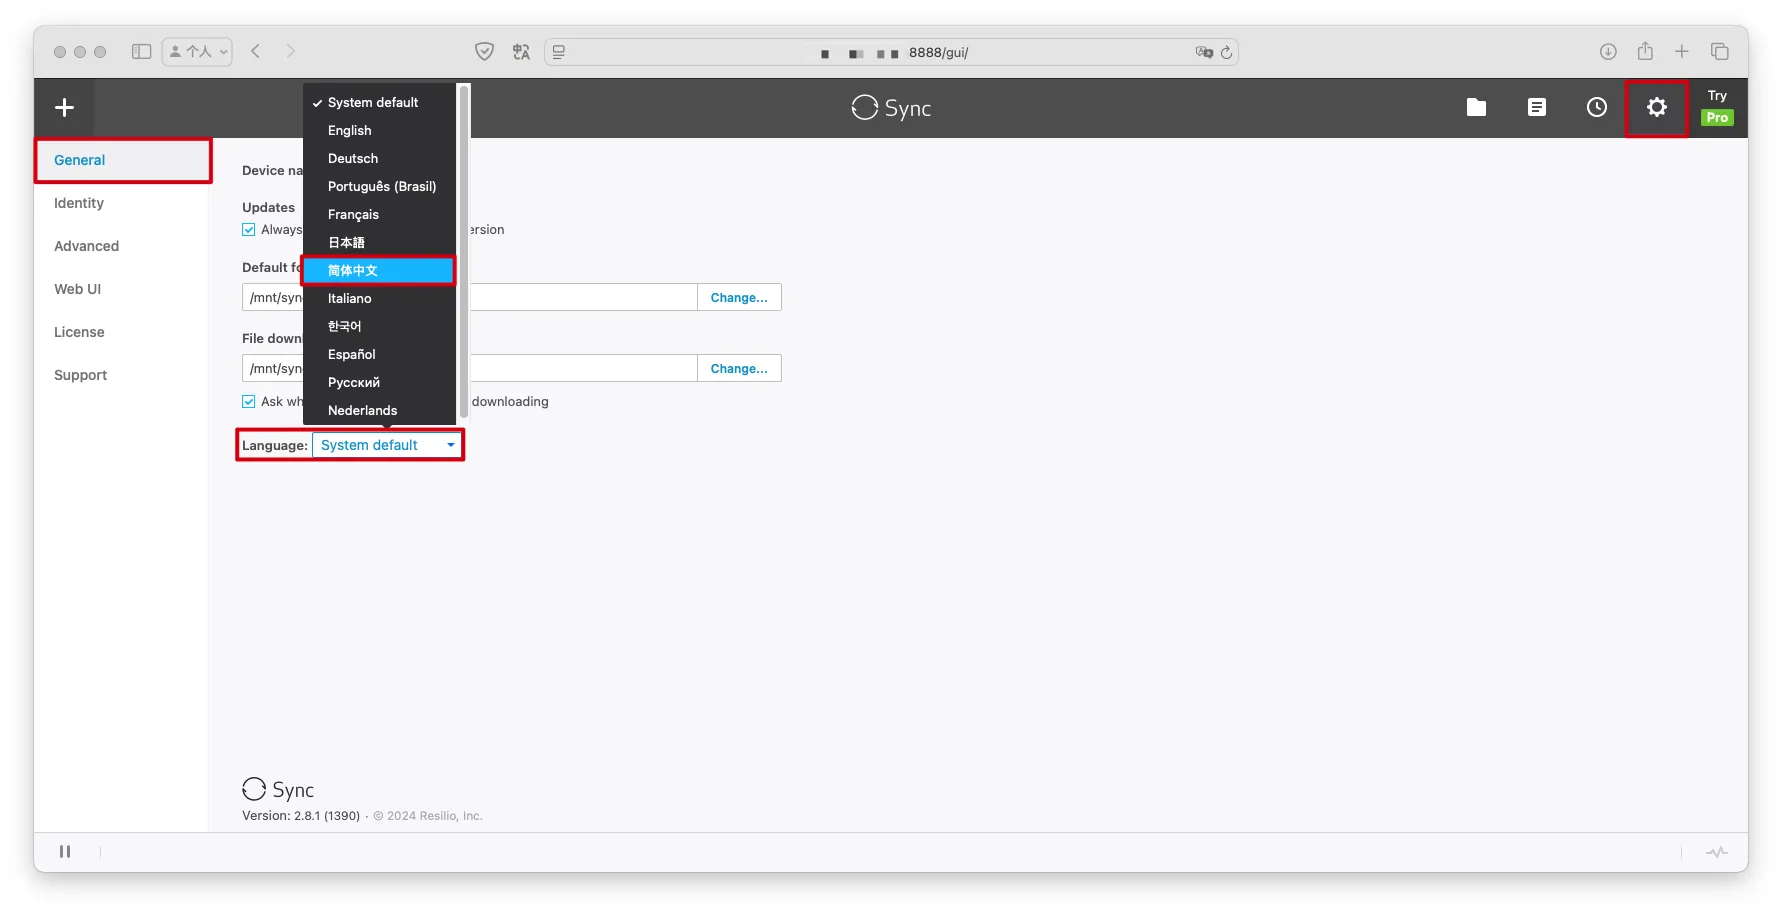 个人
8888/gui/
Sync
Try
Pro
General
Identity
Advanced
Web UI
License
Support
System default
English
Deutsch
Português (Brasil)
Français
日本語
简体中文
Italiano
한국어
Español
Русский
Nederlands
Device na
Updates
Always ersion
Default fo
/mnt/syn Change...
File down
/mnt/syn Change...
Ask wh downloading
Language: System default
Sync
Version: 2.8.1 (1390) · © 2024 Resilio, Inc.